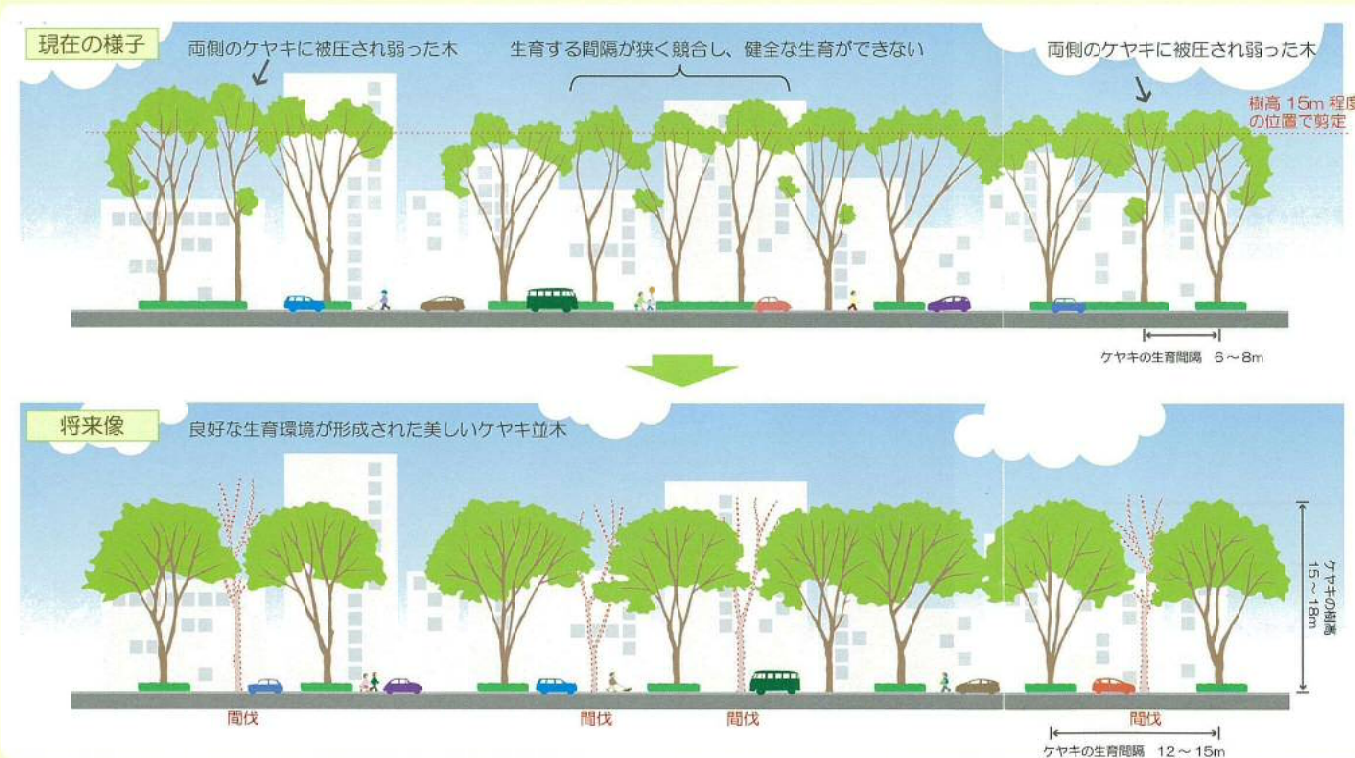 現在の様子
両側のケヤキに被圧され弱った木
生育する間隔が狭く競合し、健全な生育ができない
両側のケヤキに被圧され弱った木
樹高 15m 程度
の位置で剪定
ケヤキの生育間隔 6～8m
将来像
良好な生育環境が形成された美しいケヤキ並木
ケヤキの樹高
15～18m
間伐
間伐
間伐
間伐
ケヤキの生育間隔 12～15m